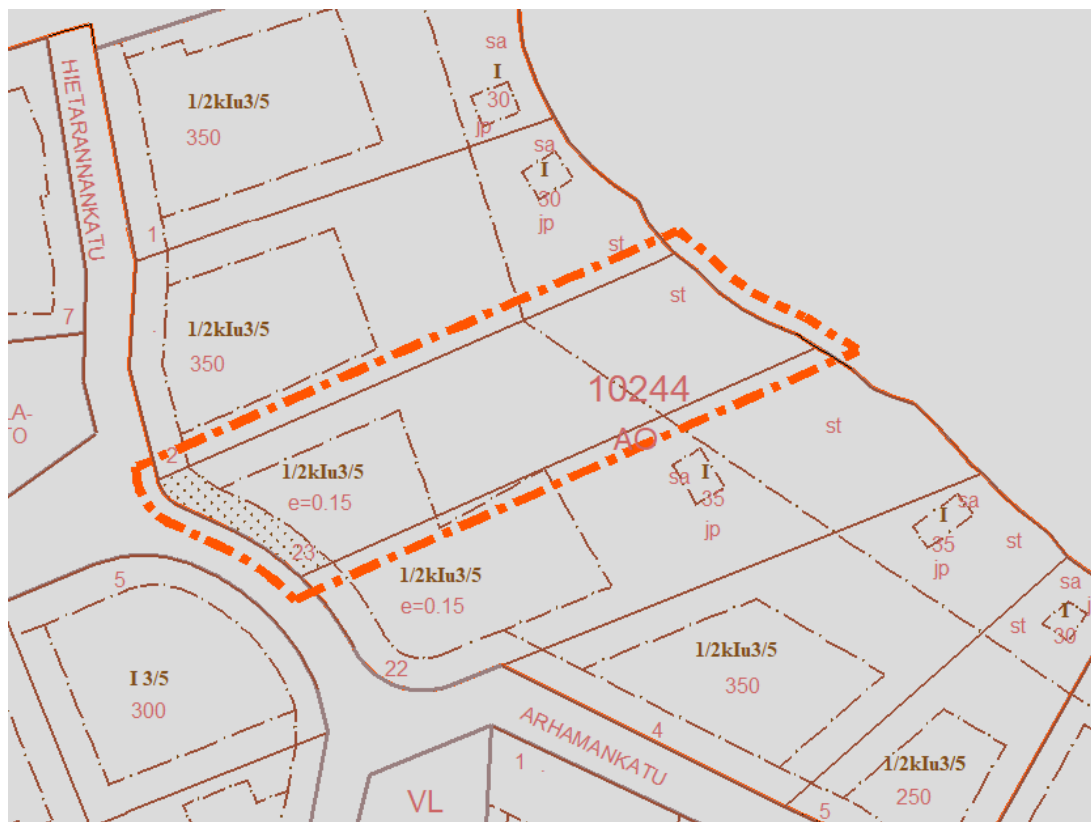 sa
I
30
jp
1/2kIu3/5
350
HIETARANNANKATU
sa
I
30
jp
1
st
7
1/2kIu3/5
350
st
10244
AO
st
LA-
TO
2
1/2kIu3/5
e=0.15
sa
I
35
jp
sa
I
35
jp
st
23
5
1/2kIu3/5
e=0.15
sa
I
30
st
22
1/2kIu3/5
350
I 3/5
300
ARHAMANKATU
4
1
VL
1/2kIu3/5
250
5